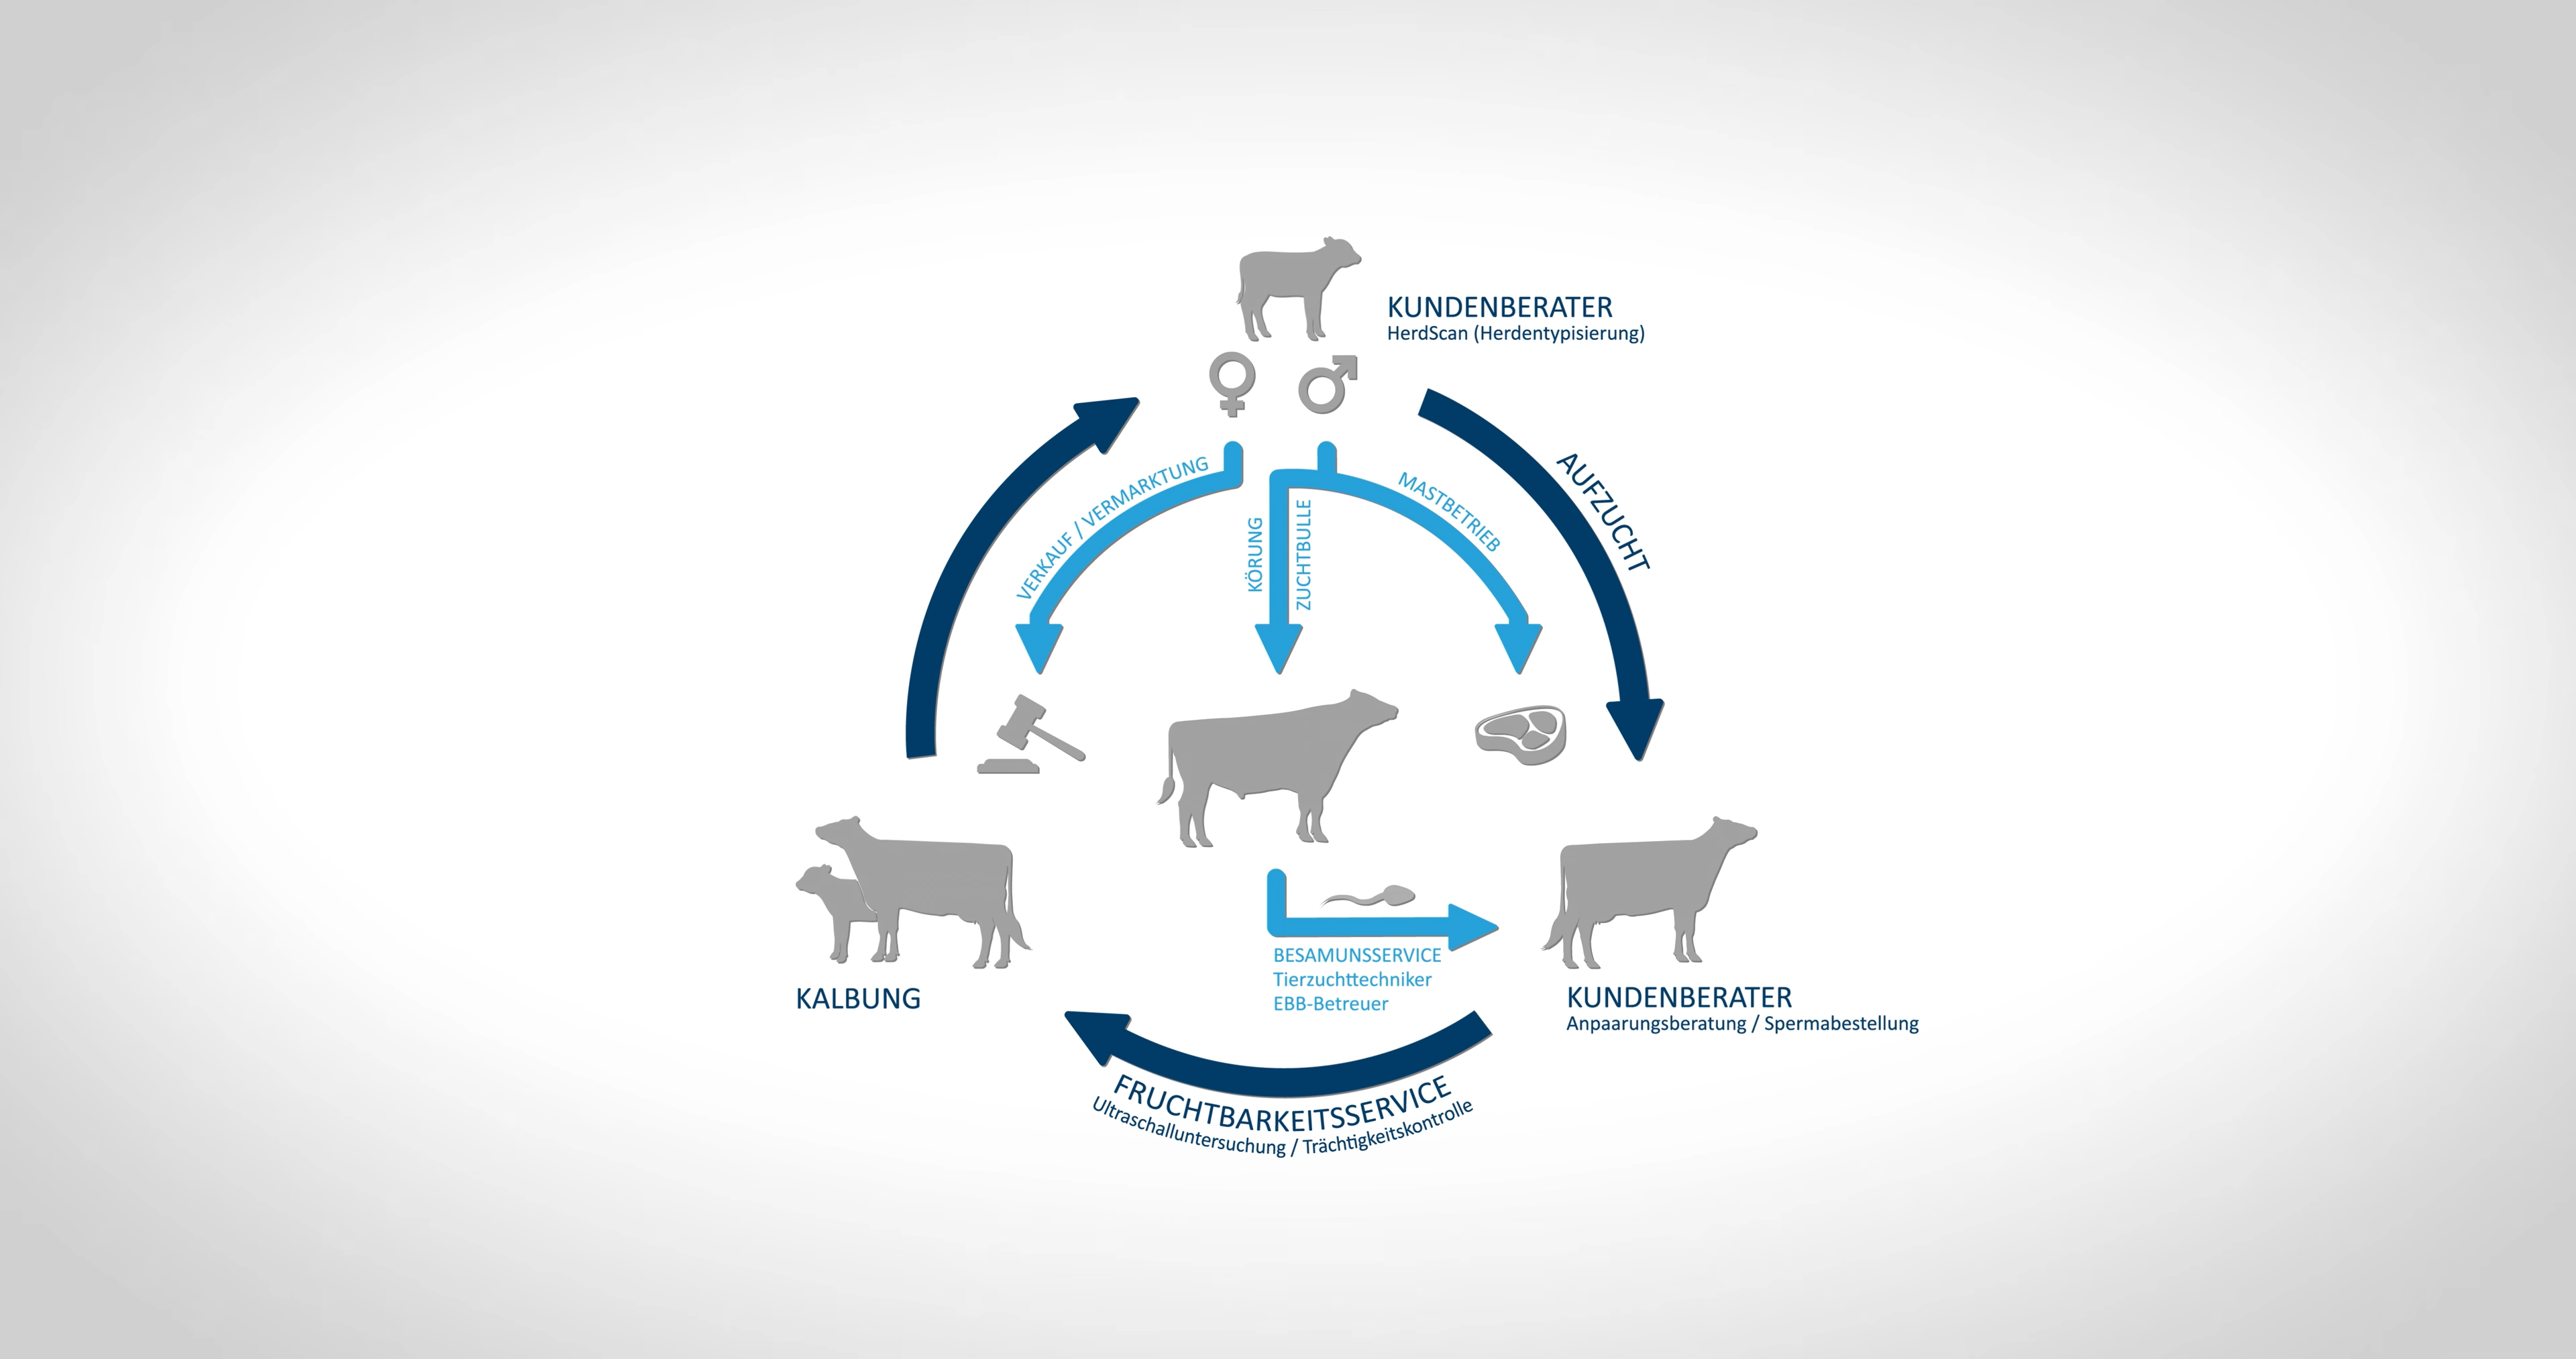 KUNDENBERATER
HerdScan (Herdentypisierung)
VERKAUF / VERMARKTUNG
KÖRUNG
ZUCHTBULLE
MASTBETRIEB
AUFZUCHT
BESAMUNSSERVICE
Tierzuchttechniker
EBB-Betreuer
KALBUNG
KUNDENBERATER
Anpaarungsberatung / Spermabestellung
FRUCHTBARKEITSSERVICE
Ultraschalluntersuchung / Trächtigkeitskontrolle